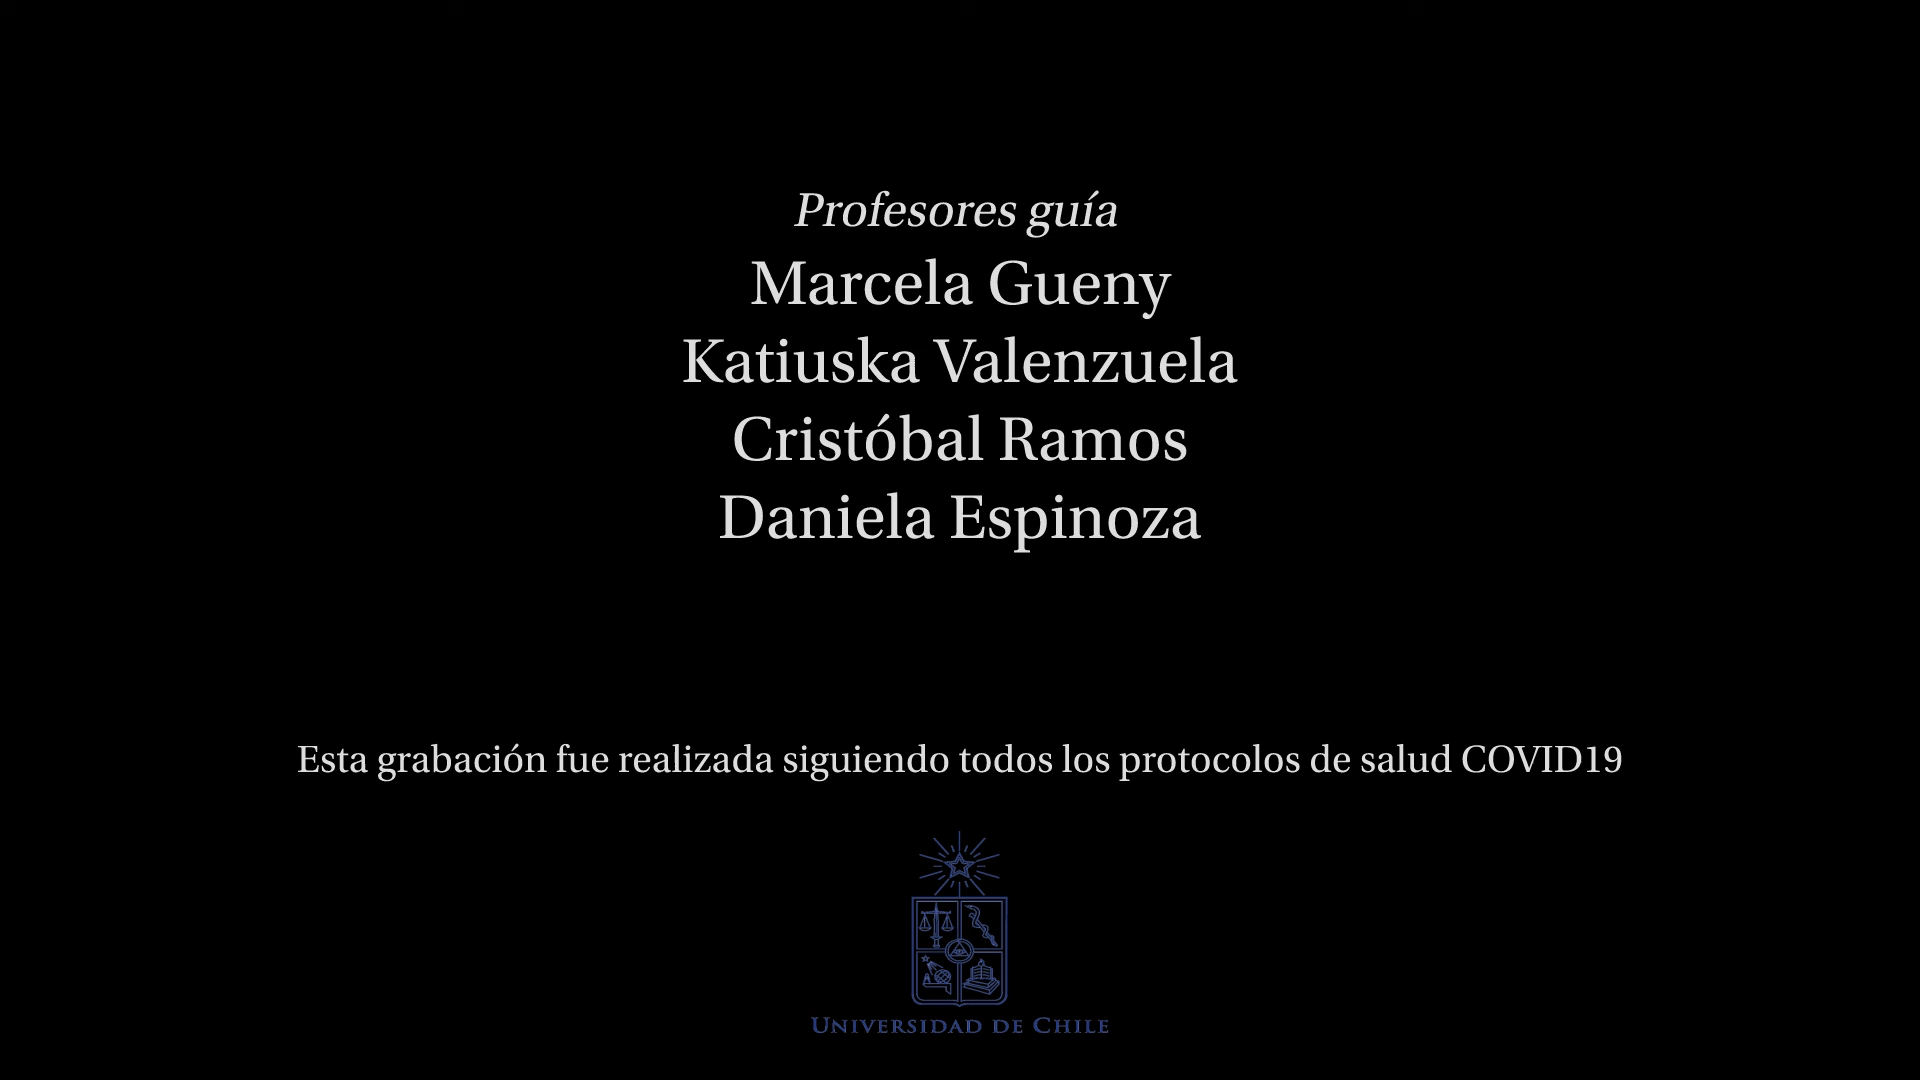 Profesores guía
Marcela Gueny
Katiuska Valenzuela
Cristóbal Ramos
Daniela Espinoza
Esta grabación fue realizada siguiendo todos los protocolos de salud COVID19
UNIVERSIDAD DE CHILE